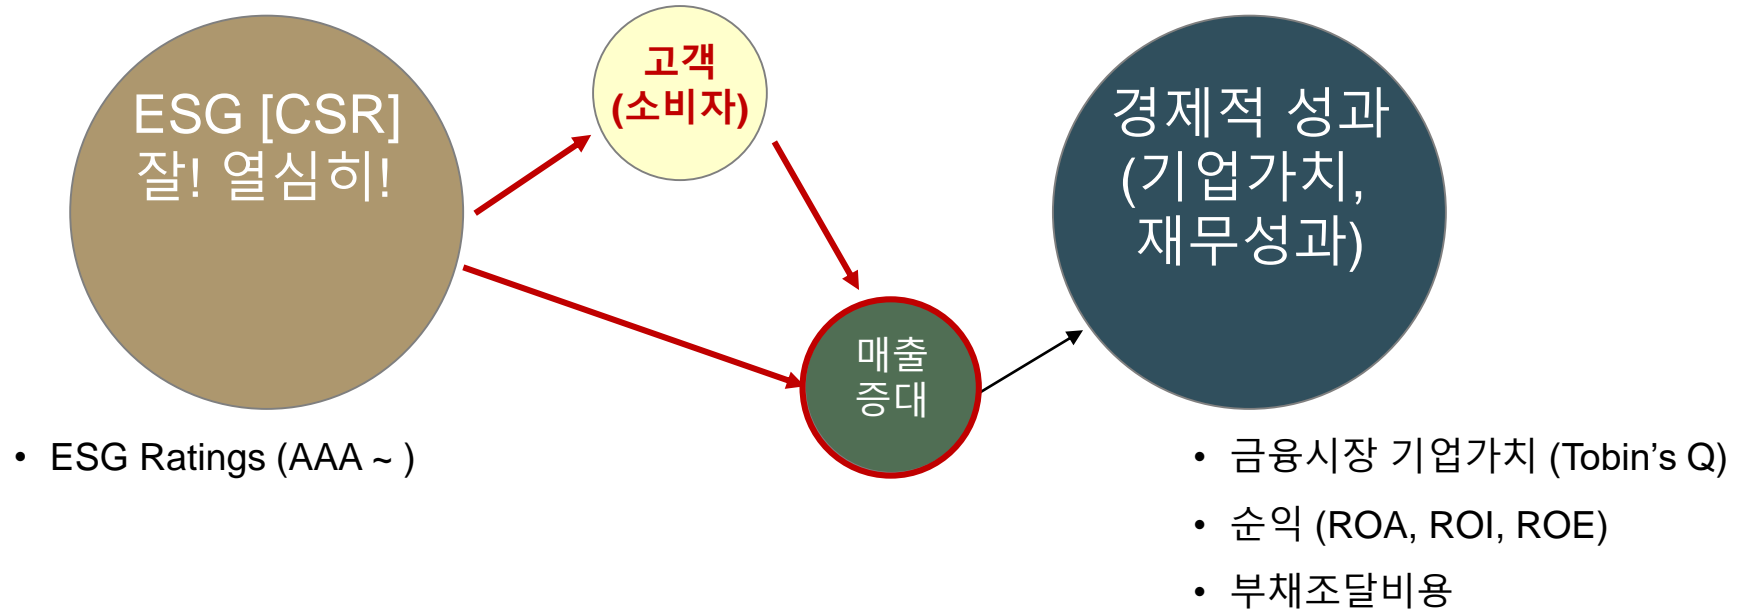 ESG [CSR]
잘! 열심히!
고객
(소비자)
매출
증대
경제적 성과
(기업가치,
재무성과)
• ESG Ratings (AAA ~ )
• 금융시장 기업가치 (Tobin’s Q)
• 순익 (ROA, ROI, ROE)
• 부채조달비용